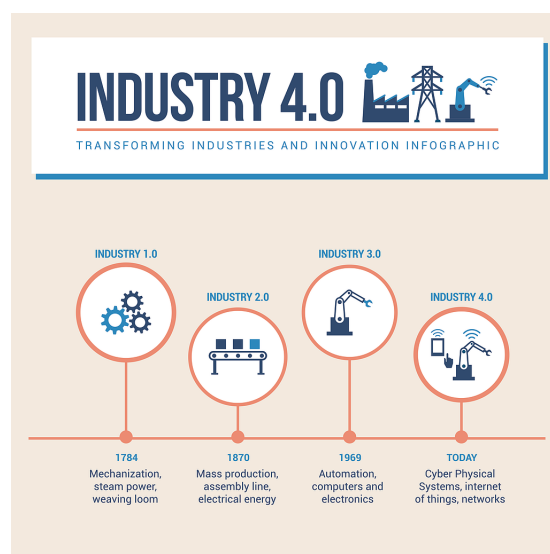 INDUSTRY 4.0
TRANSFORMING INDUSTRIES AND INNOVATION INFOGRAPHIC
INDUSTRY 1.0
1784
Mechanization,
steam power,
weaving loom
INDUSTRY 2.0
1870
Mass production,
assembly line,
electrical energy
INDUSTRY 3.0
1969
Automation,
computers and
electronics
INDUSTRY 4.0
TODAY
Cyber Physical
Systems, internet
of things, networks